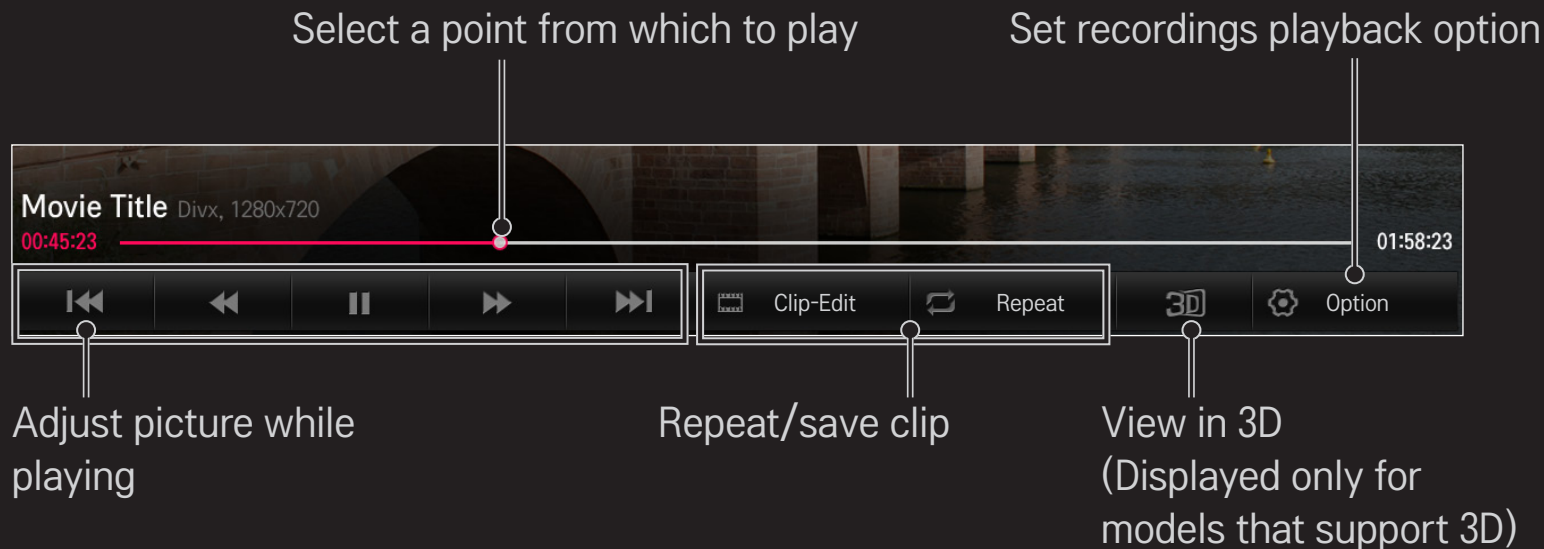 Select a point from which to play
Set recordings playback option
Movie Title Divx, 1280x720
00:45:23
01:58:23
Clip-Edit
Repeat
3D
Option
Adjust picture while
playing
Repeat/save clip
View in 3D
(Displayed only for
models that support 3D)